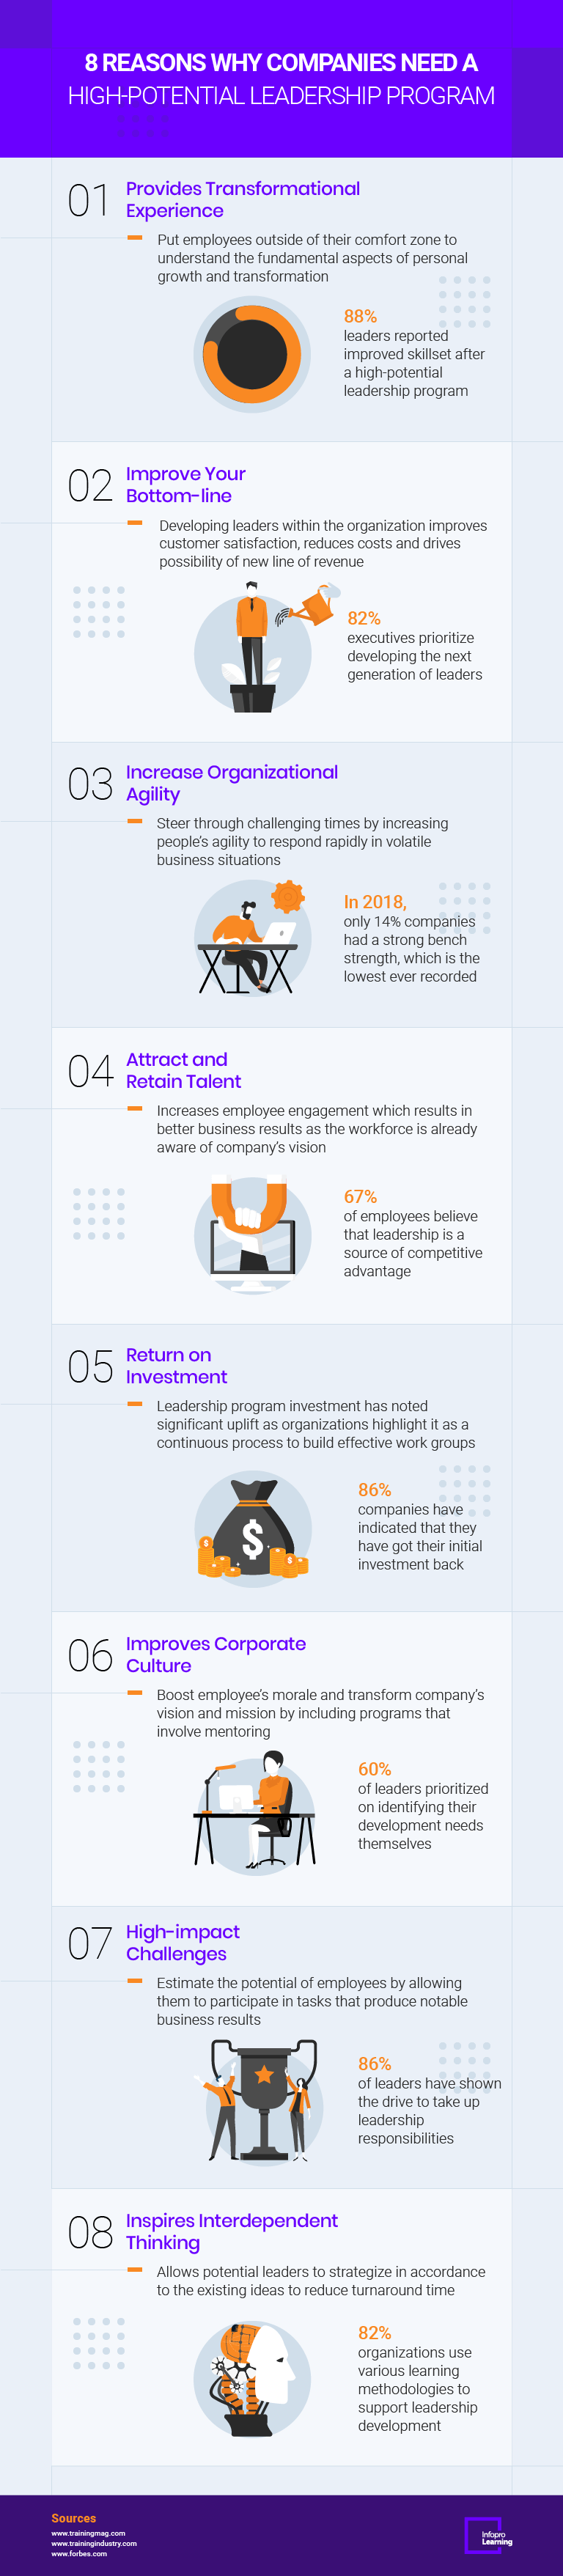 8 REASONS WHY COMPANIES NEED A
HIGH-POTENTIAL LEADERSHIP PROGRAM
01
Provides Transformational
Experience
Put employees outside of their comfort zone to
understand the fundamental aspects of personal
growth and transformation
88%
leaders reported
improved skillset after
a high-potential
leadership program
02
Improve Your
Bottom-line
Developing leaders within the organization improves
customer satisfaction, reduces costs and drives
possibility of new line of revenue
82%
executives prioritize
developing the next
generation of leaders
03
Increase Organizational
Agility
Steer through challenging times by increasing
people's agility to respond rapidly in volatile
business situations
In 2018,
only 14% companies
had a strong bench
strength, which is the
lowest ever recorded
04
Attract and
Retain Talent
Increases employee engagement which results in
better business results as the workforce is already
aware of company's vision
67%
of employees believe
that leadership is a
source of competitive
advantage
05
Return on
Investment
Leadership program investment has noted
significant uplift as organizations highlight it as a
continuous process to build effective work groups
$
$
$
86%
companies have
indicated that they
have got their initial
investment back
06
Improves Corporate
Culture
Boost employee's morale and transform company's
vision and mission by including programs that
involve mentoring
60%
of leaders prioritized
on identifying their
development needs
themselves
07
High-impact
Challenges
Estimate the potential of employees by allowing
them to participate in tasks that produce notable
business results
86%
of leaders have shown
the drive to take up
leadership
responsibilities
08
Inspires Interdependent
Thinking
Allows potential leaders to strategize in accordance
to the existing ideas to reduce turnaround time
82%
organizations use
various learning
methodologies to
support leadership
development
Sources
www.trainingmag.com
www.trainingindustry.com
www.forbes.com
Infopro
Learning